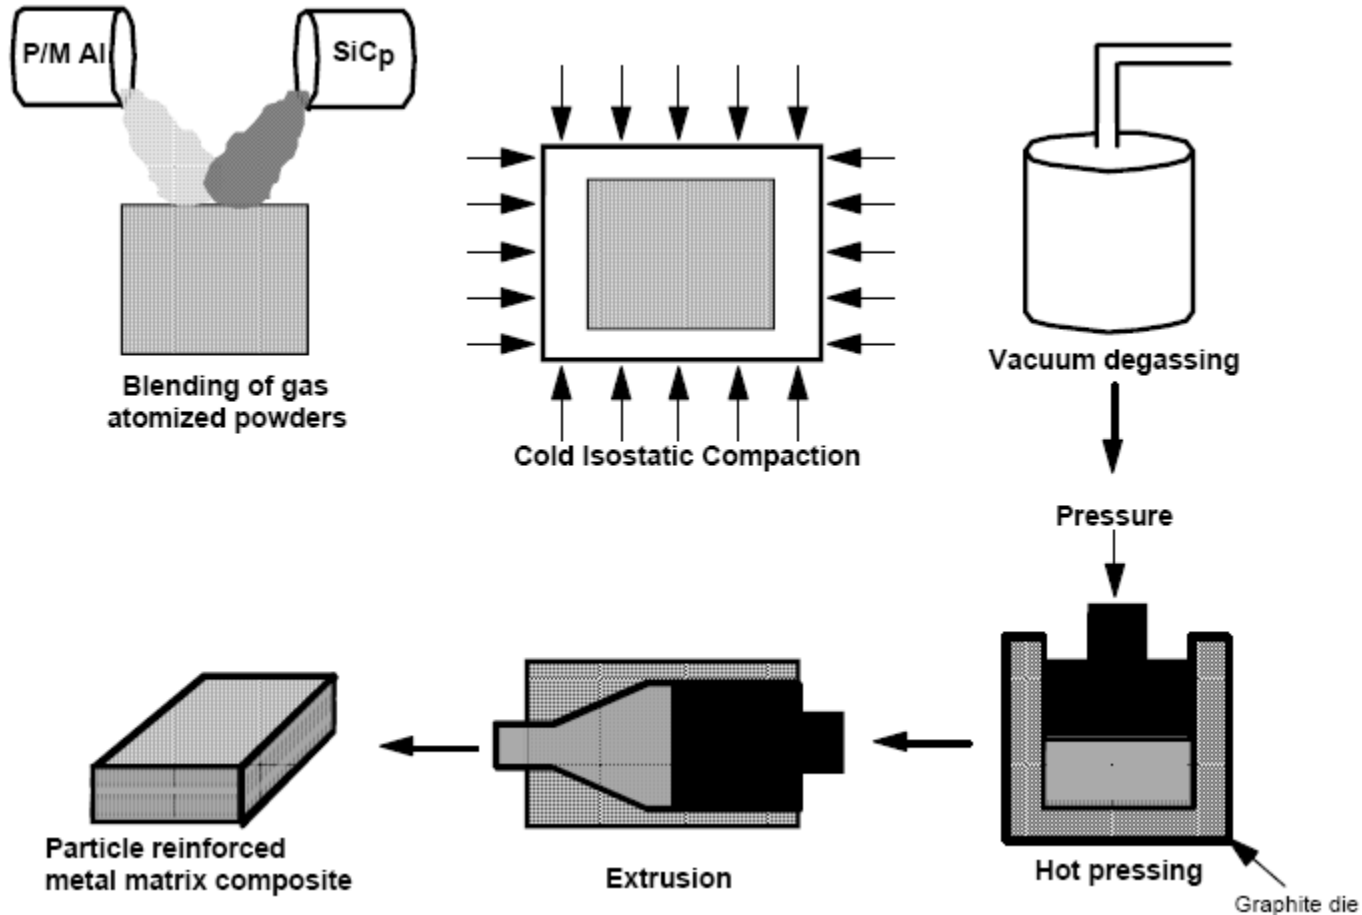 P/M Al
SiCp
Blending of gas
atomized powders
Cold Isostatic Compaction
Vacuum degassing
Pressure
Particle reinforced
metal matrix composite
Extrusion
Hot pressing
Graphite die